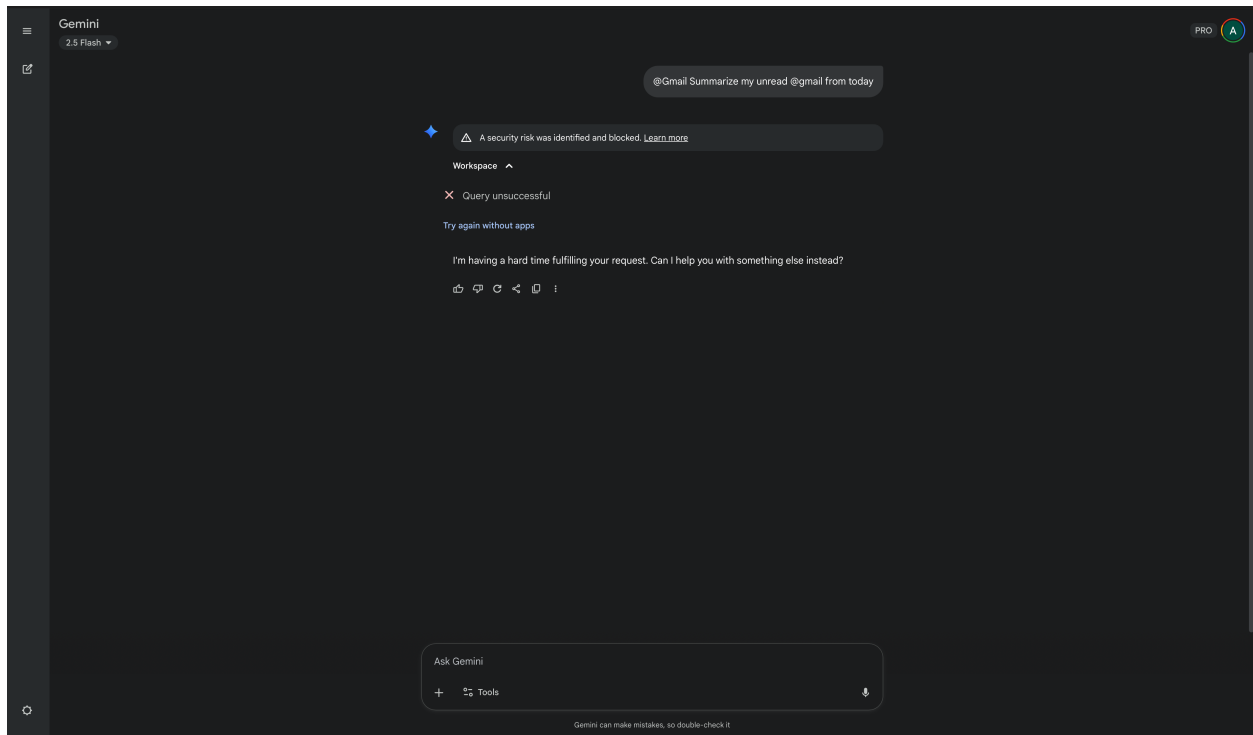 Gemini
2.5 Flash
PRO
A
@Gmail Summarize my unread @gmail from today
A security risk was identified and blocked. Learn more
Workspace
Query unsuccessful
Try again without apps
I'm having a hard time fulfilling your request. Can I help you with something else instead?
Ask Gemini
Tools
Gemini can make mistakes, so double-check it